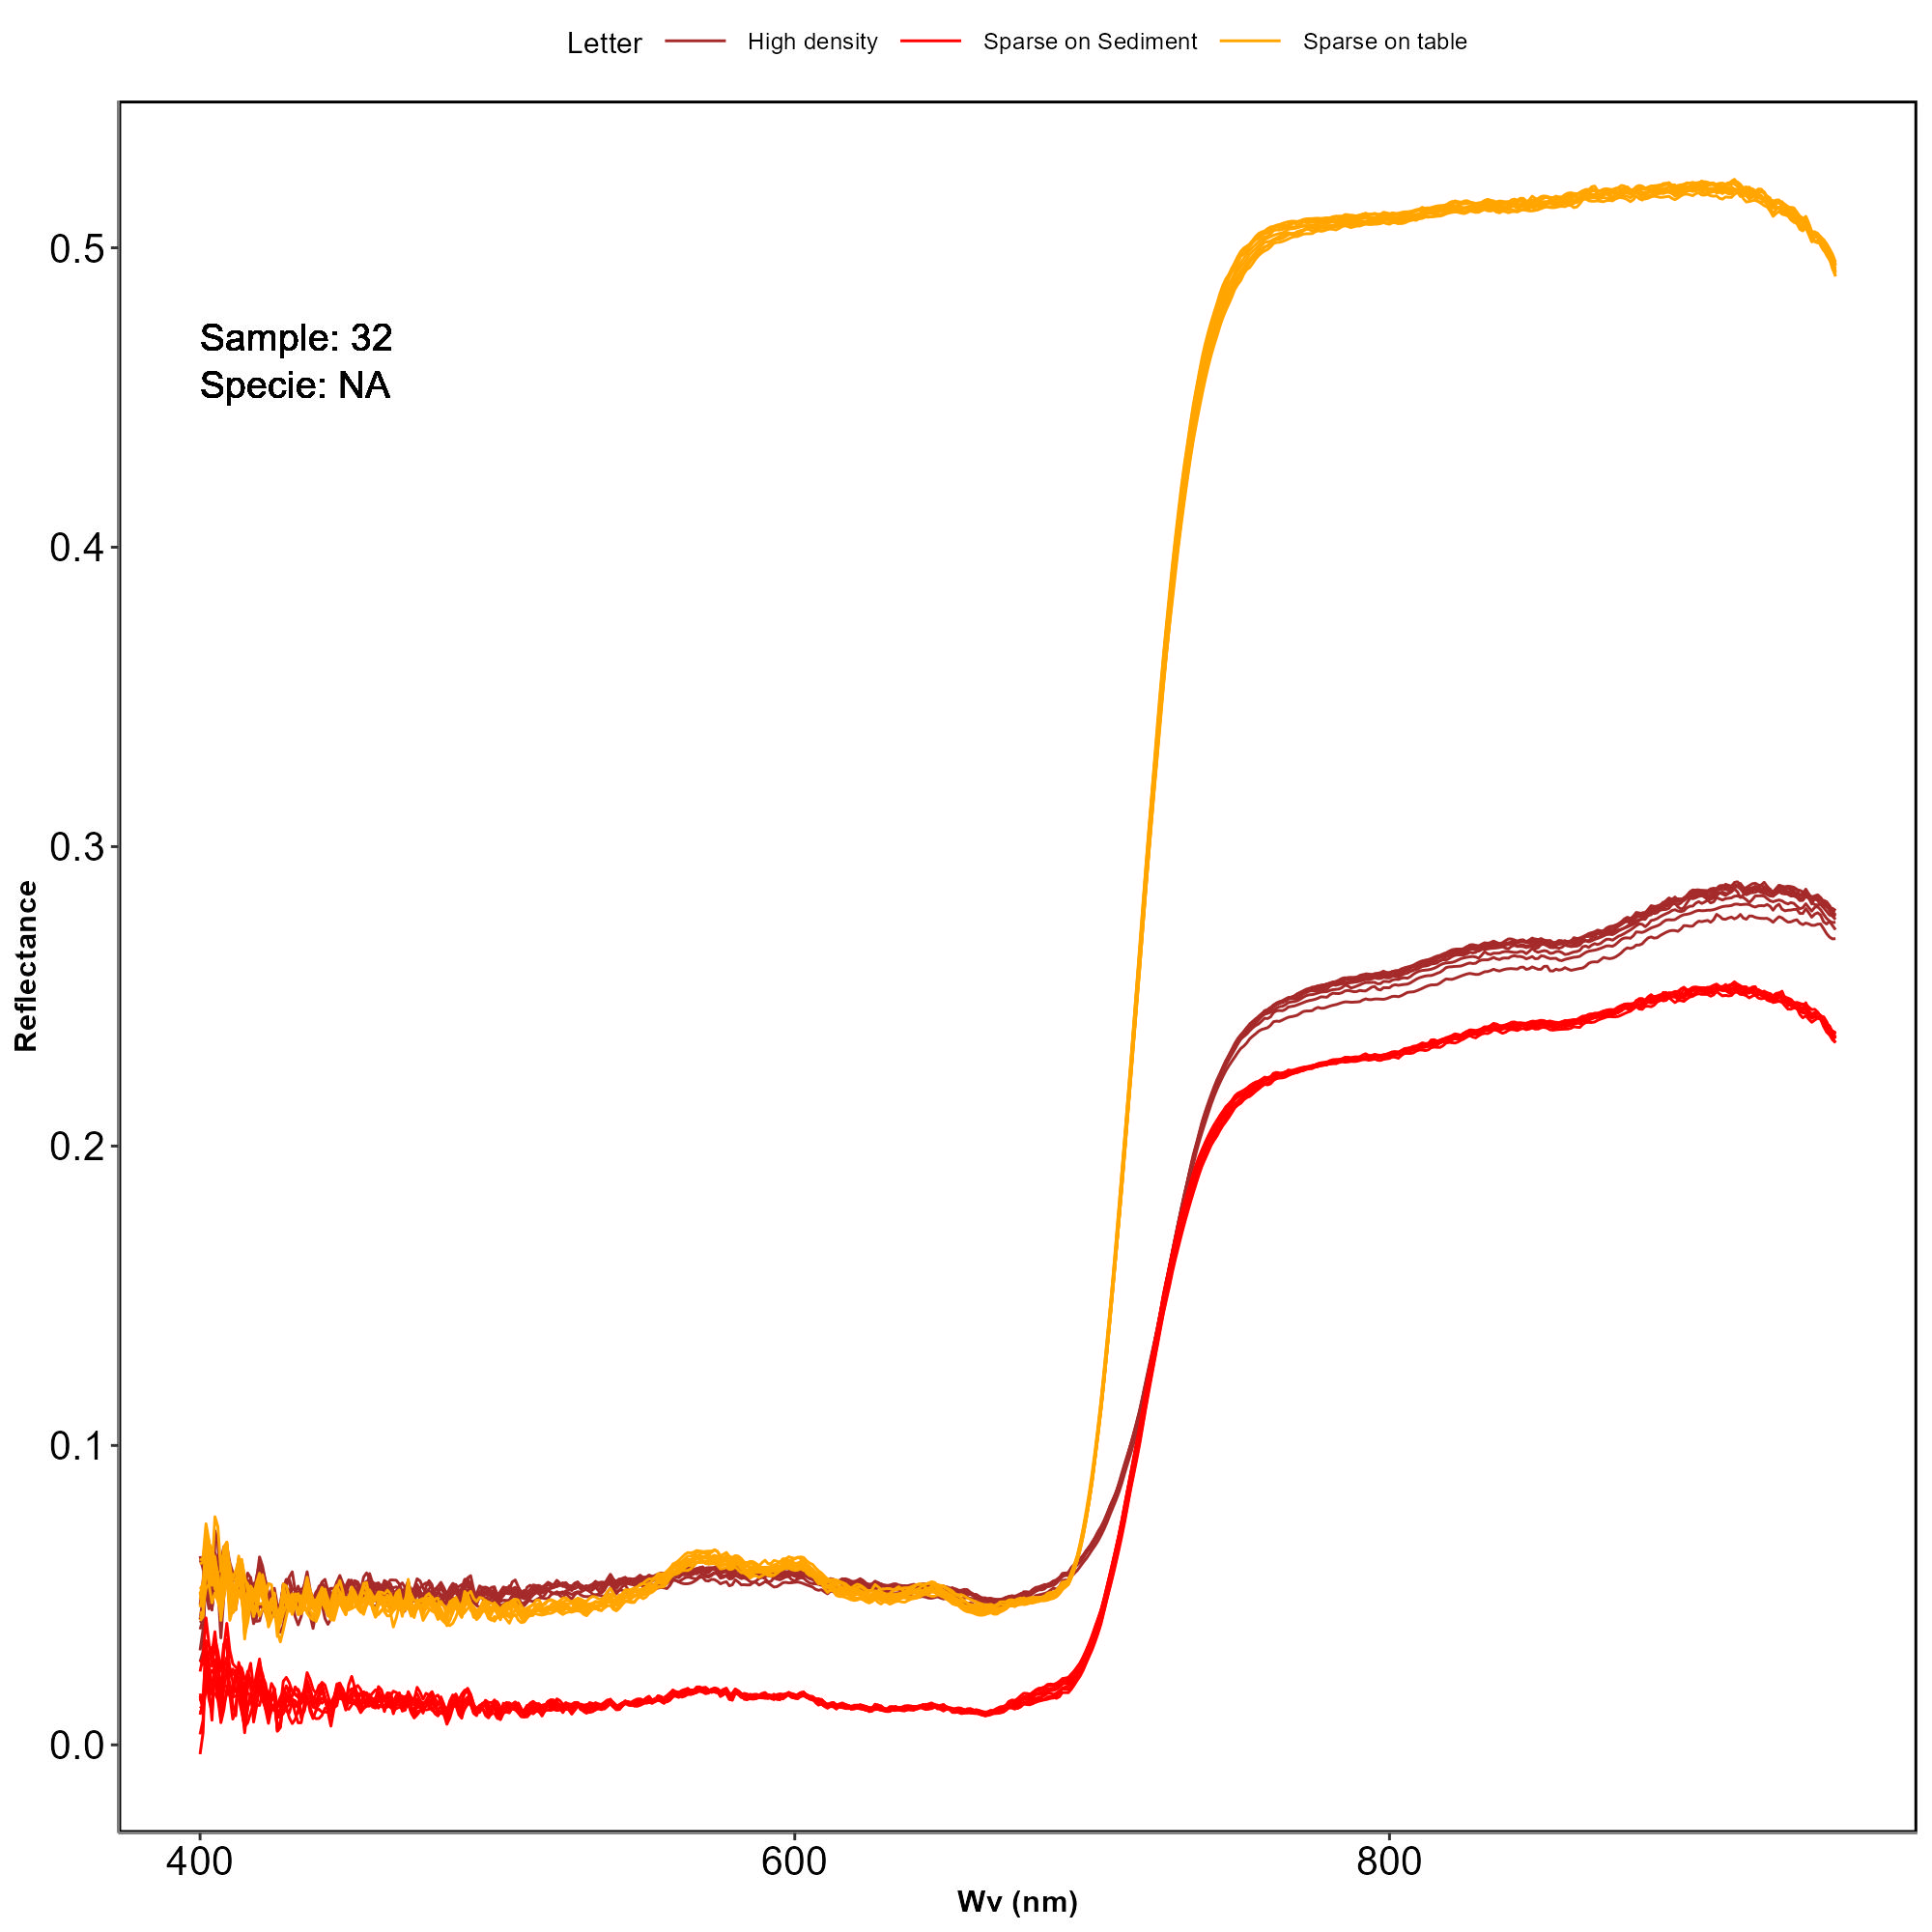 Letter High density Sparse on Sediment Sparse on table
0.5
Sample: 32
Specie: NA
0.4
0.3
Reflectance
0.2
0.1
0.0
400 600 800
Wv (nm)